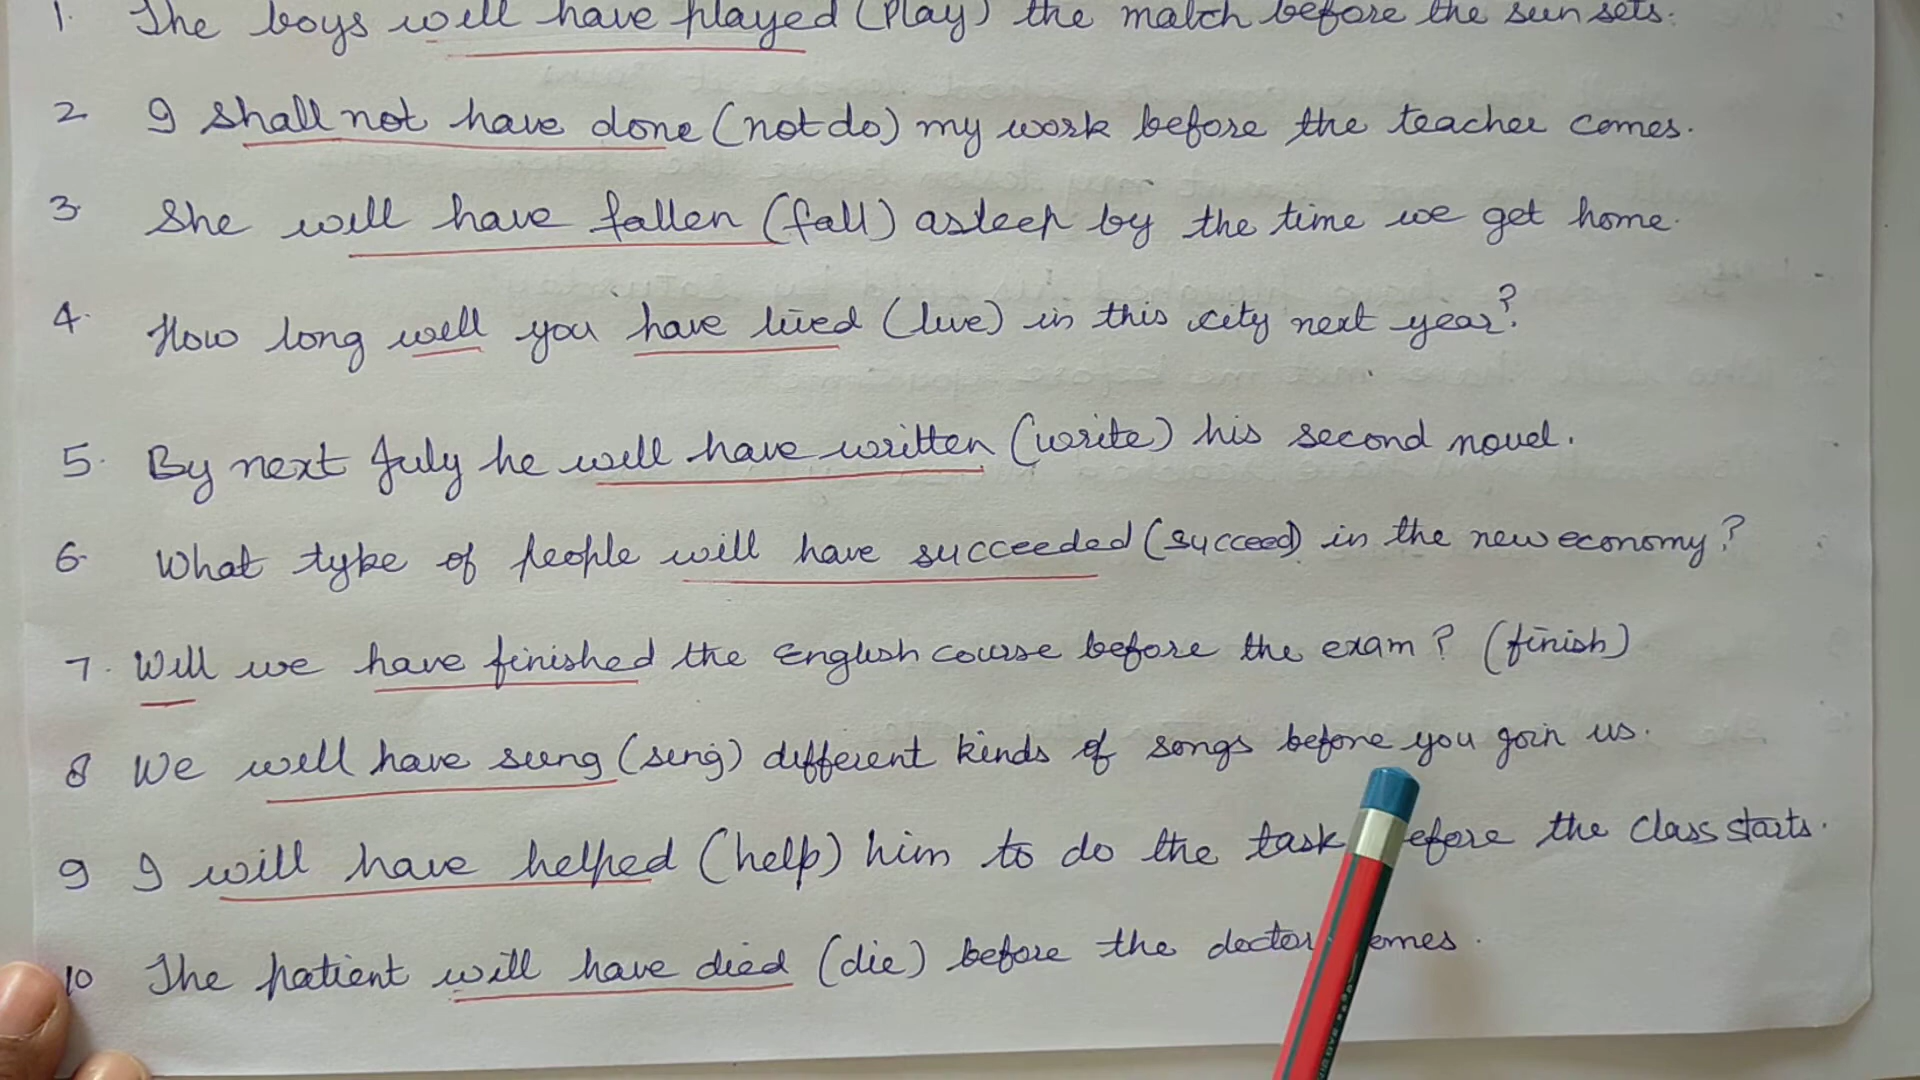 1. The boys will have played (play) the match before the sun sets.
2 I shall not have done (not do) my work before the teacher comes.
3. She will have fallen (fall) asleep by the time we get home.
4. How long will you have lived (live) in this city next year?
5. By next July he will have written (write) his second novel.
6. What type of people will have succeeded (succeed) in the new economy?
7. Will we have finished the English course before the exam? (finish)
8 We will have sung (sing) different kinds of songs before you join us.
9 I will have helped (help) him to do the task efore the class starts.
10 The patient will have died (die) before the doctor omes.